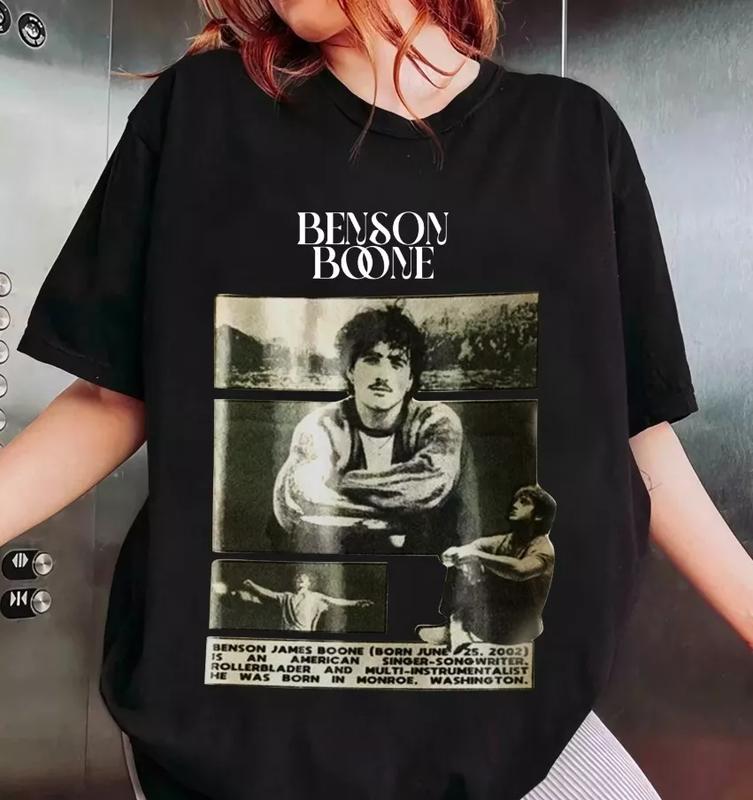 BENSON
BOONE
BENSON JAMES BOONE (BORN JUNE 25, 2002)
IS AN AMERICAN SINGER-SONGWRITER,
ROLLERBLADER AND MULTI-INSTRUMENTALIST
HE WAS BORN IN MONROE, WASHINGTON.